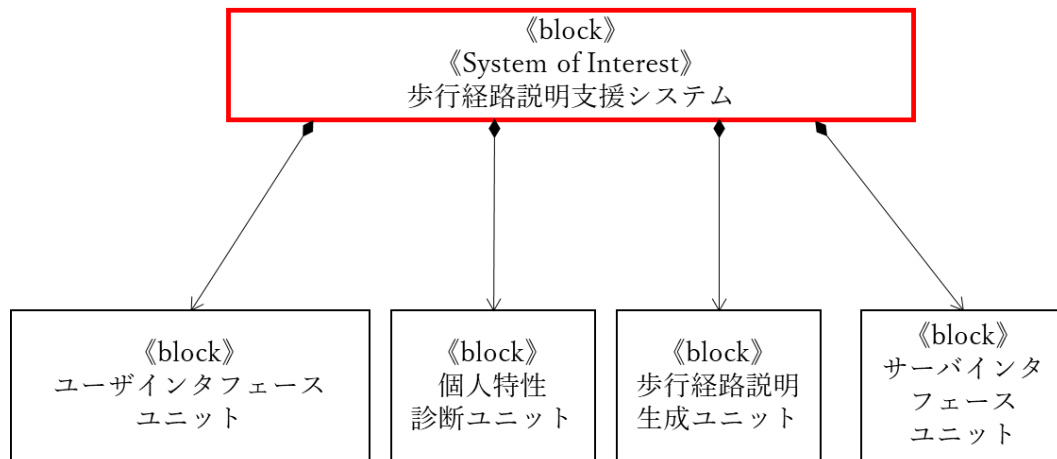 《block》
《System of Interest》
歩行経路説明支援システム
《block》
ユーザインタフェース
ユニット
《block》
個人特性
診断ユニット
《block》
歩行経路説明
生成ユニット
《block》
サーバインタ
フェース
ユニット